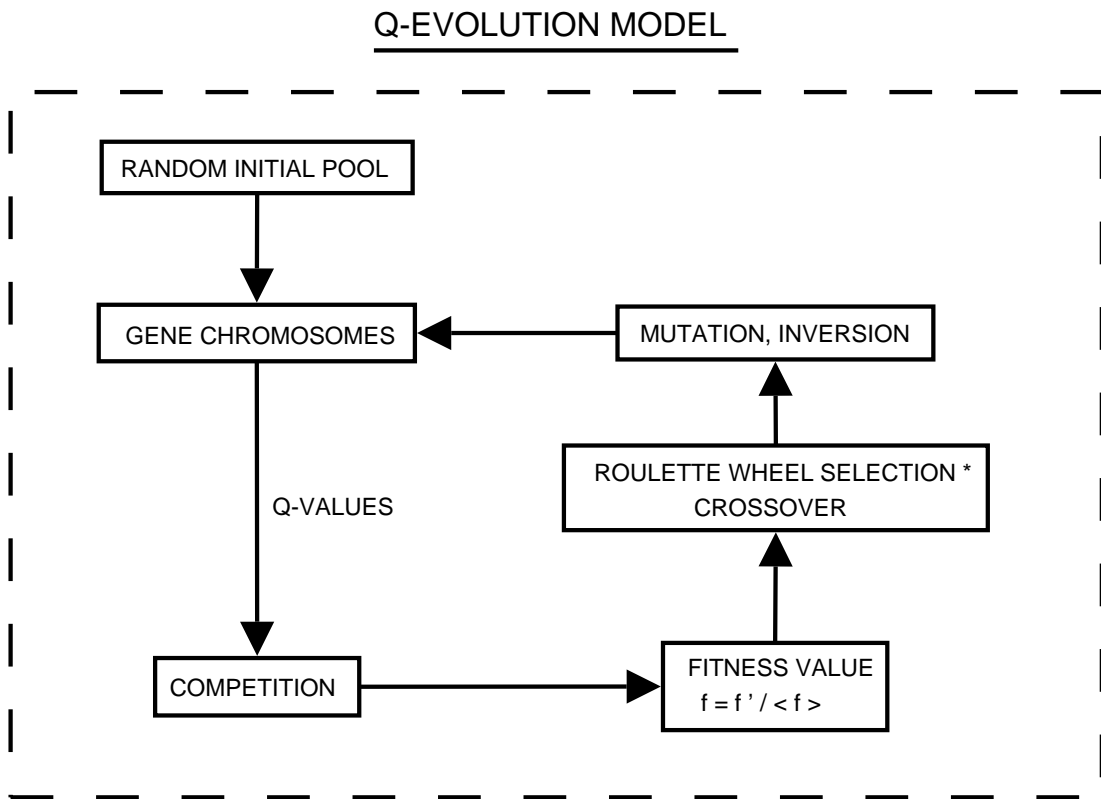 Q-EVOLUTION MODEL
RANDOM INITIAL POOL
GENE CHROMOSOMES
MUTATION, INVERSION
ROULETTE WHEEL SELECTION *
CROSSOVER
Q-VALUES
COMPETITION
FITNESS VALUE
f = f ' / < f >